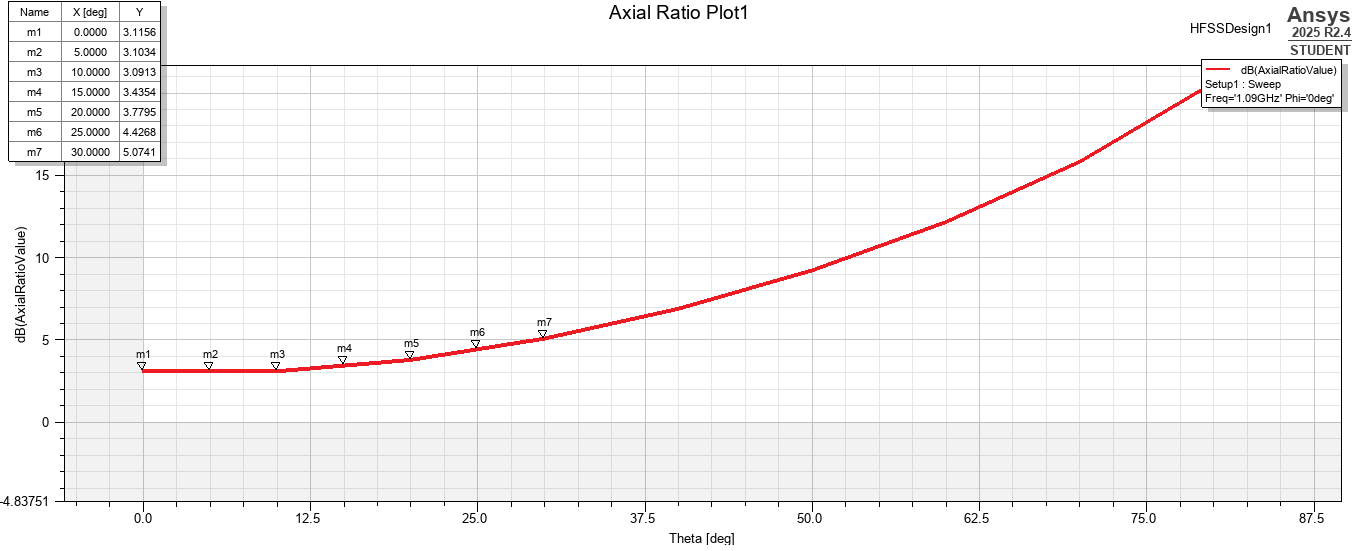 Axial Ratio Plot1
HFSSDesign1
Ansys
2025 R2.4
STUDENT
Name X [deg] Y
m1 0.0000 3.1156
m2 5.0000 3.1034
m3 10.0000 3.0913
m4 15.0000 3.4354
m5 20.0000 3.7795
m6 25.0000 4.4268
m7 30.0000 5.0741
dB(AxialRatioValue)
Setup1 : Sweep
Freq='1.09GHz' Phi='0deg'
dB(AxialRatioValue)
15
10
5
0
-4.83751
m1 m2 m3 m4 m5 m6 m7
0.0 12.5 25.0 37.5 50.0 62.5 75.0 87.5
Theta [deg]